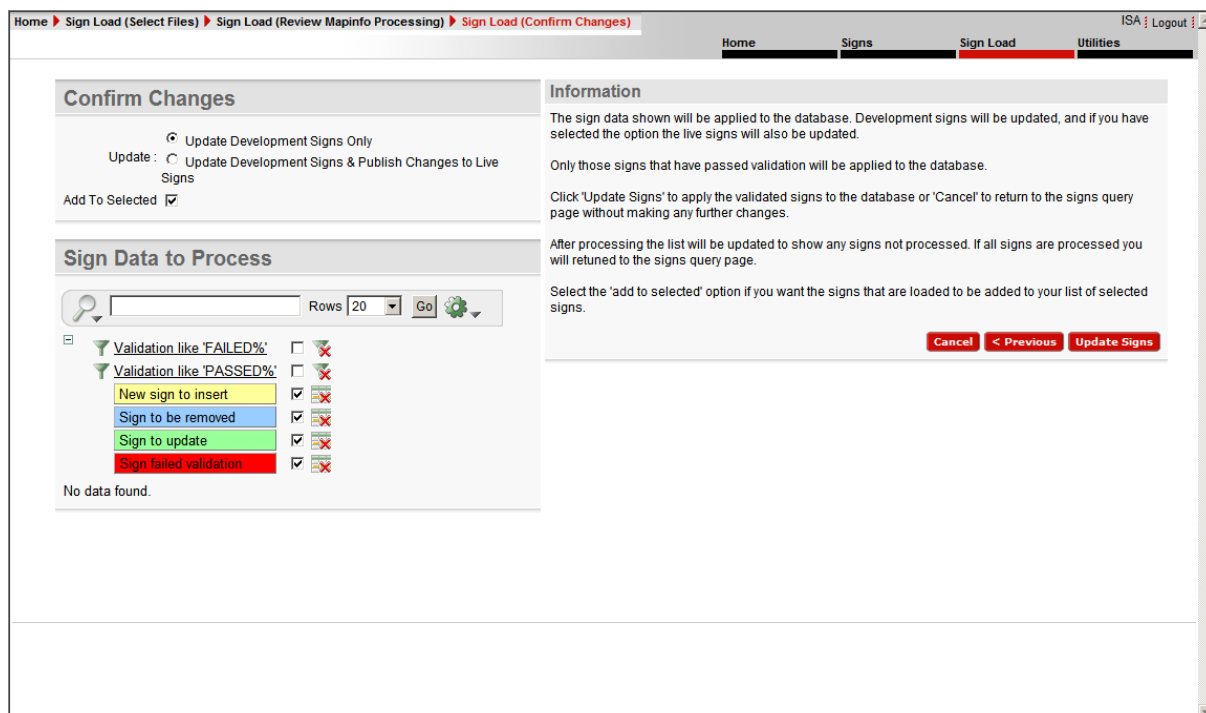 Home Sign Load (Select Files) Sign Load (Review Mapinfo Processing) Sign Load (Confirm Changes)
ISA Logout
Home Signs Sign Load Utilities
Confirm Changes
Update :
Update Development Signs Only
Update Development Signs & Publish Changes to Live
Signs
Add To Selected
Sign Data to Process
Rows 20 Go
Validation like 'FAILED%'
Validation like 'PASSED%'
New sign to insert
Sign to be removed
Sign to update
Sign failed validation
No data found.
Information
The sign data shown will be applied to the database. Development signs will be updated, and if you have
selected the option the live signs will also be updated.
Only those signs that have passed validation will be applied to the database.
Click 'Update Signs' to apply the validated signs to the database or 'Cancel' to return to the signs query
page without making any further changes.
After processing the list will be updated to show any signs not processed. If all signs are processed you
will retuned to the signs query page.
Select the 'add to selected' option if you want the signs that are loaded to be added to your list of selected
signs.
Cancel < Previous Update Signs